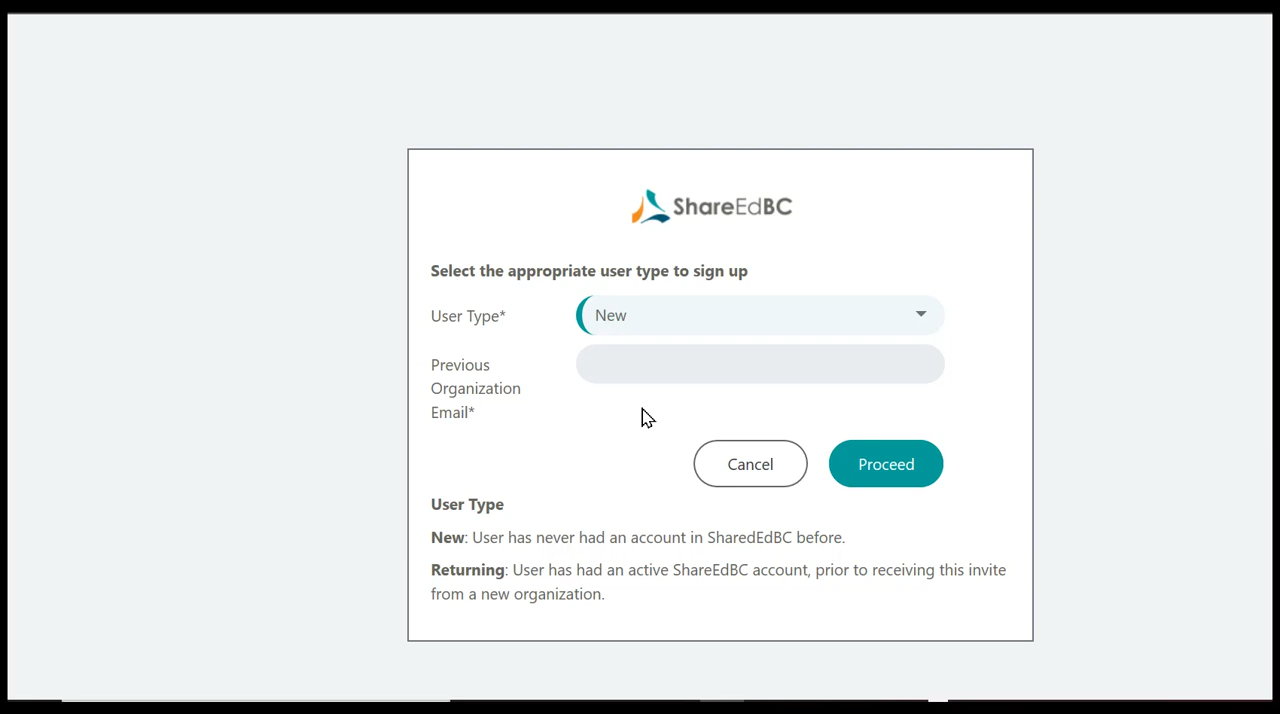 ShareEdBC
Select the appropriate user type to sign up
User Type*
New
Previous
Organization
Email*
Cancel
Proceed
User Type
New: User has never had an account in SharedEdBC before.
Returning: User has had an active ShareEdBC account, prior to receiving this invite
from a new organization.